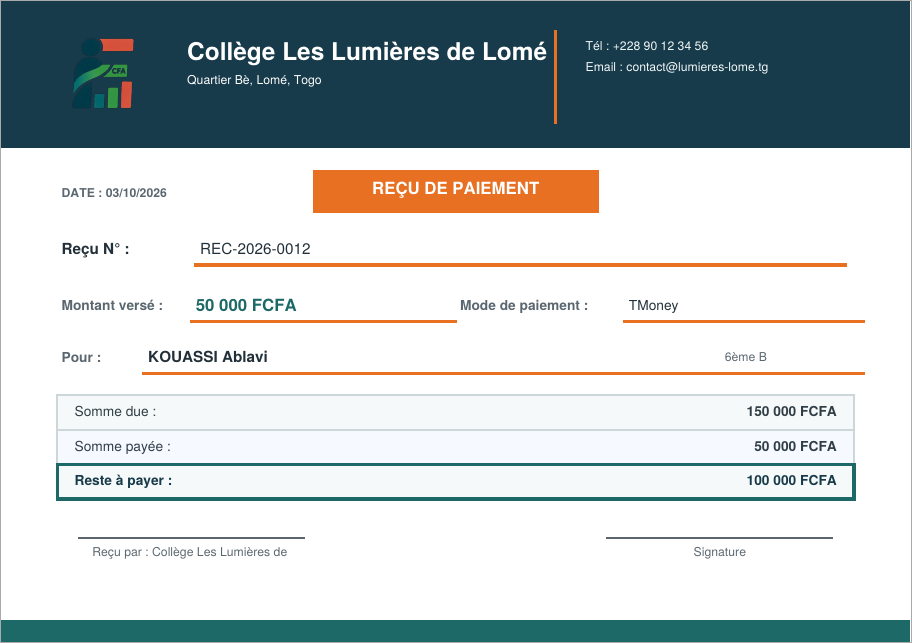 CFA
Collège Les Lumières de Lomé
Quartier Bè, Lomé, Togo
Tél : +228 90 12 34 56
Email : contact@lumieres-lome.tg
DATE : 03/10/2026
REÇU DE PAIEMENT
Reçu N° : REC-2026-0012
Montant versé : 50 000 FCFA Mode de paiement : TMoney
Pour : KOUASSI Ablavi 6ème B
Somme due : 150 000 FCFA
Somme payée : 50 000 FCFA
Reste à payer : 100 000 FCFA
Reçu par : Collège Les Lumières de
Signature